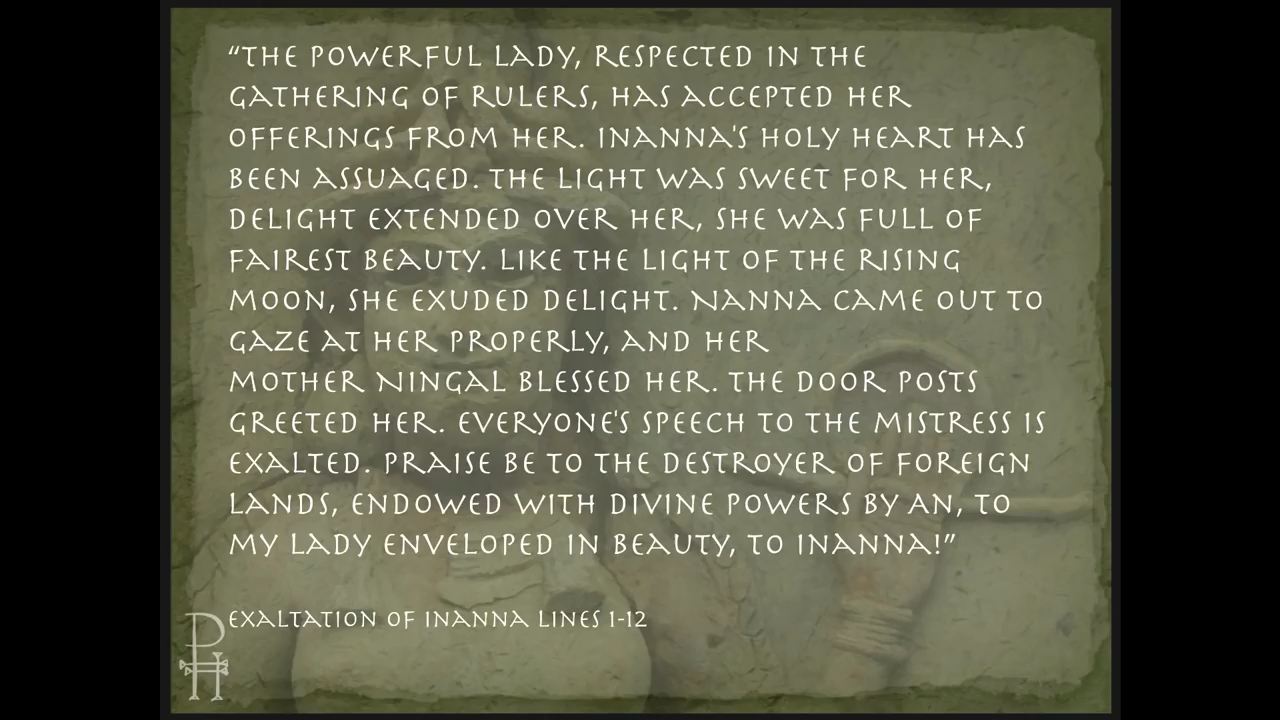 “THE POWERFUL LADY, RESPECTED IN THE
GATHERING OF RULERS, HAS ACCEPTED HER
OFFERINGS FROM HER. INANNA'S HOLY HEART HAS
BEEN ASSUAGED. THE LIGHT WAS SWEET FOR HER,
DELIGHT EXTENDED OVER HER, SHE WAS FULL OF
FAIREST BEAUTY. LIKE THE LIGHT OF THE RISING
MOON, SHE EXUDED DELIGHT. NANNA CAME OUT TO
GAZE AT HER PROPERLY, AND HER
MOTHER NINGAL BLESSED HER. THE DOOR POSTS
GREETED HER. EVERYONE'S SPEECH TO THE MISTRESS IS
EXALTED. PRAISE BE TO THE DESTROYER OF FOREIGN
LANDS, ENDOWED WITH DIVINE POWERS BY AN, TO
MY LADY ENVELOPED IN BEAUTY, TO INANNA!”
EXALTATION OF INANNA LINES 1-12
PH